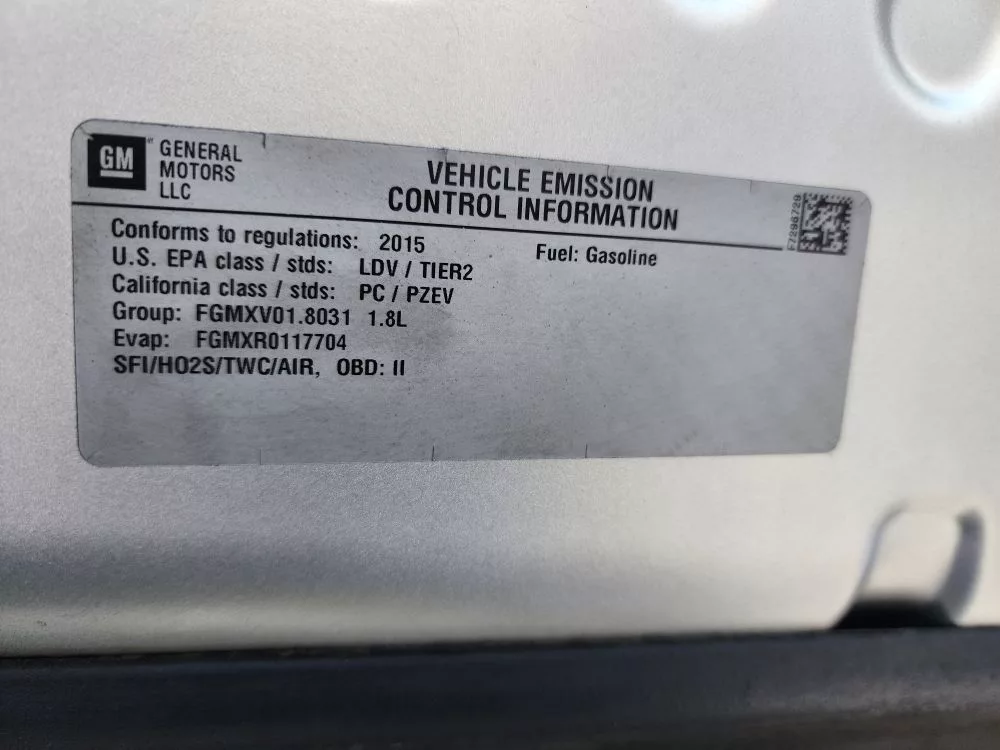 GM
GENERAL
MOTORS
LLC
VEHICLE EMISSION
CONTROL INFORMATION
Conforms to regulations: 2015
Fuel: Gasoline
U.S. EPA class / stds: LDV / TIER2
California class / stds: PC / PZEV
Group: FGMXV01.8031 1.8L
Evap: FGMXR0117704
SFI/HO2S/TWC/AIR, OBD: II